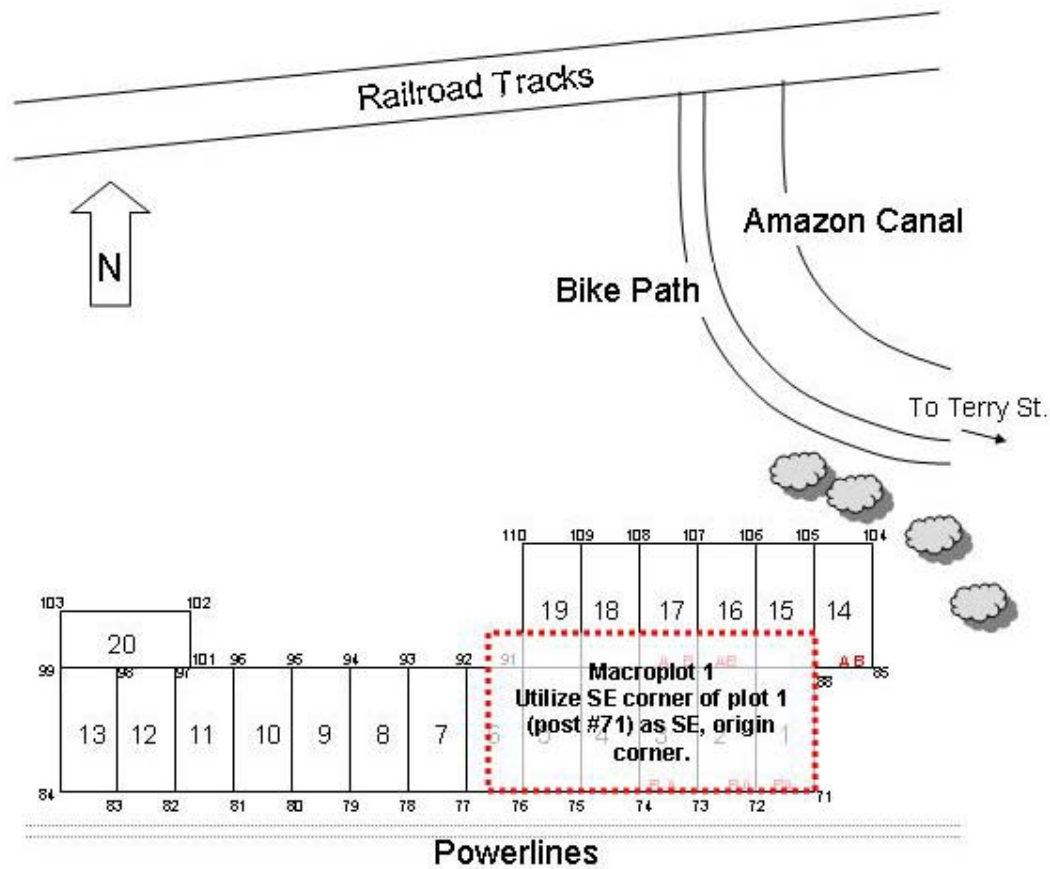 Railroad Tracks
N
Amazon Canal
Bike Path
To Terry St.
110 109 108 107 106 105 104
103 102
19 18 17 16 15 14
20
99 98 97 101 96 95 94 93 92 91 A B AB A B 88 85
Macroplot 1
Utilize SE corner of plot 1
(post #71) as SE, origin
corner.
13 12 11 10 9 8 7 6 5 4 3 2 1
B A B A B A
84 83 82 81 80 79 78 77 76 75 74 73 72 71
Powerlines